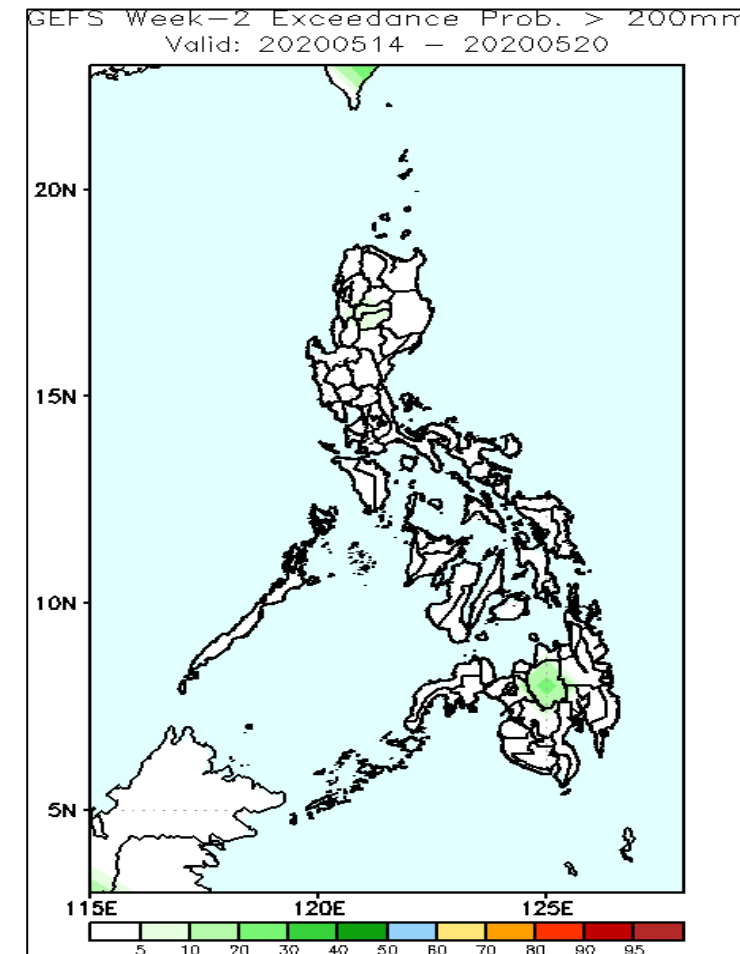 GEFS Week-2 Exceedance Prob. > 200mm
Valid: 20200514 - 20200520
20N
15N
10N
5N
115E 120E 125E
5 10 20 30 40 50 60 70 80 90 95